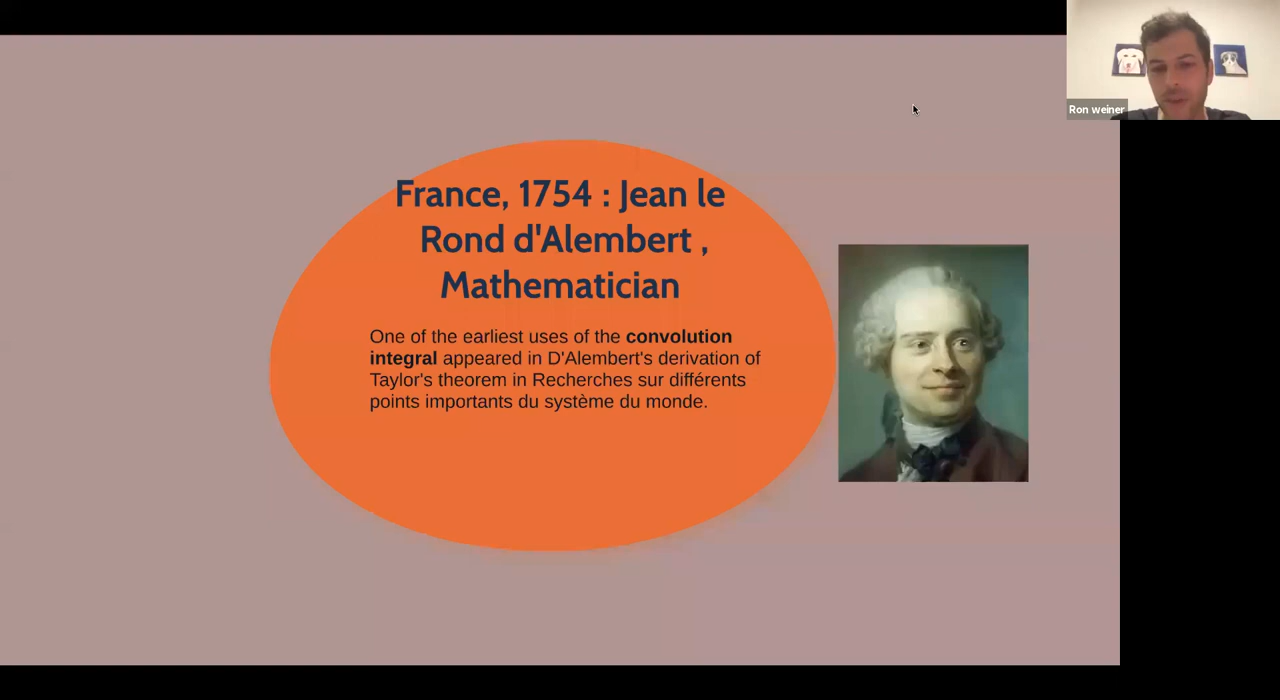 France, 1754 : Jean le
Rond d'Alembert ,
Mathematician
One of the earliest uses of the convolution
integral appeared in D'Alembert's derivation of
Taylor's theorem in Recherches sur différents
points importants du système du monde.
Ron weiner